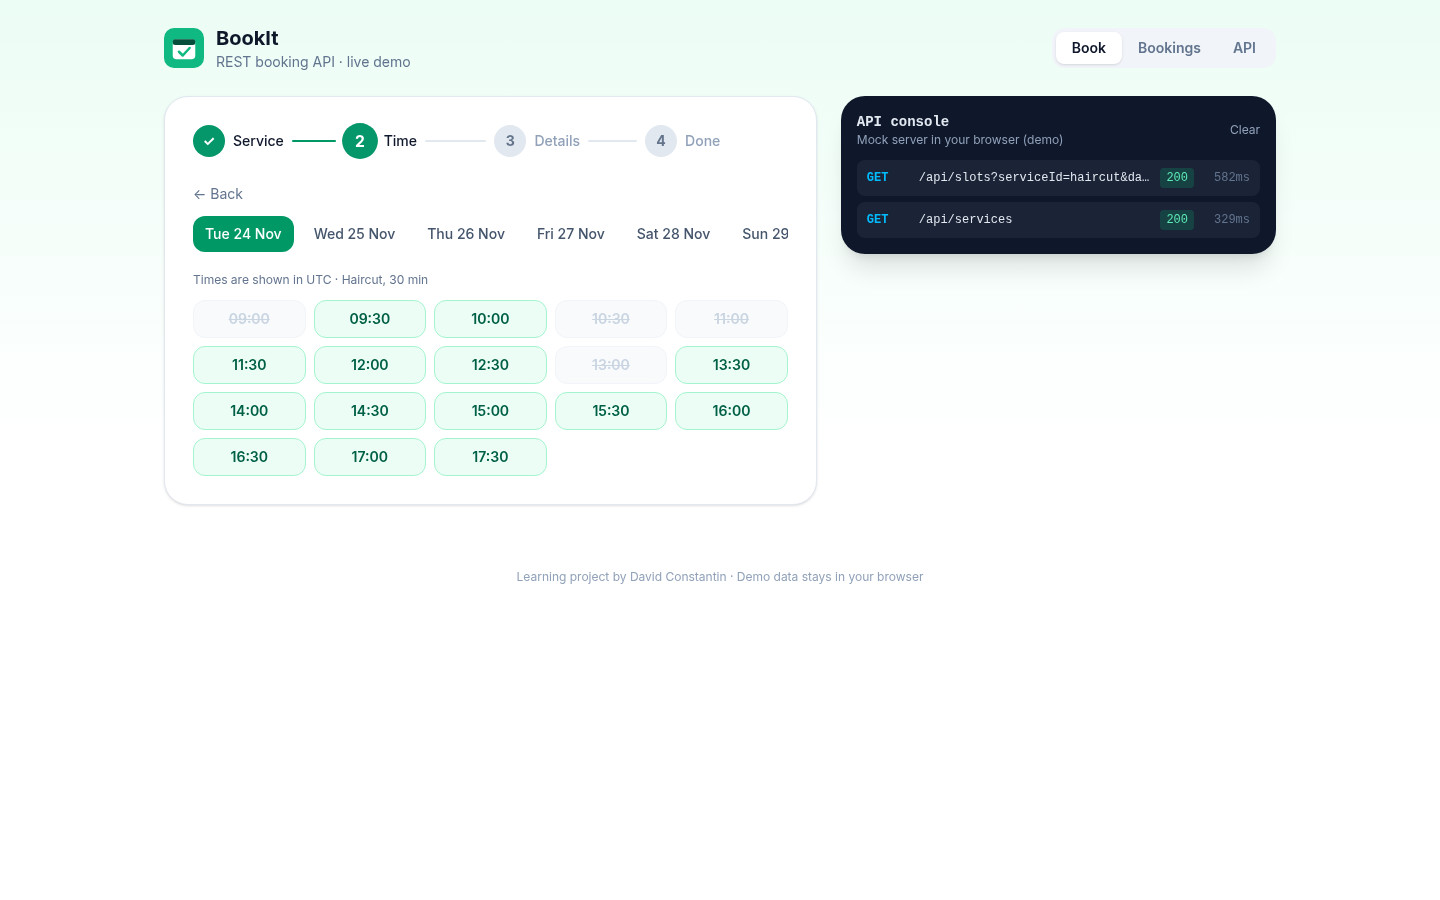 BookIt
REST booking API · live demo
Book Bookings API
Service 2 Time 3 Details 4 Done
← Back
Tue 24 Nov Wed 25 Nov Thu 26 Nov Fri 27 Nov Sat 28 Nov Sun 29
Times are shown in UTC · Haircut, 30 min
09:00 09:30 10:00 10:30 11:00
11:30 12:00 12:30 13:00 13:30
14:00 14:30 15:00 15:30 16:00
16:30 17:00 17:30
API console
Mock server in your browser (demo)
Clear
GET /api/slots?serviceId=haircut&da… 200 582ms
GET /api/services 200 329ms
Learning project by David Constantin · Demo data stays in your browser